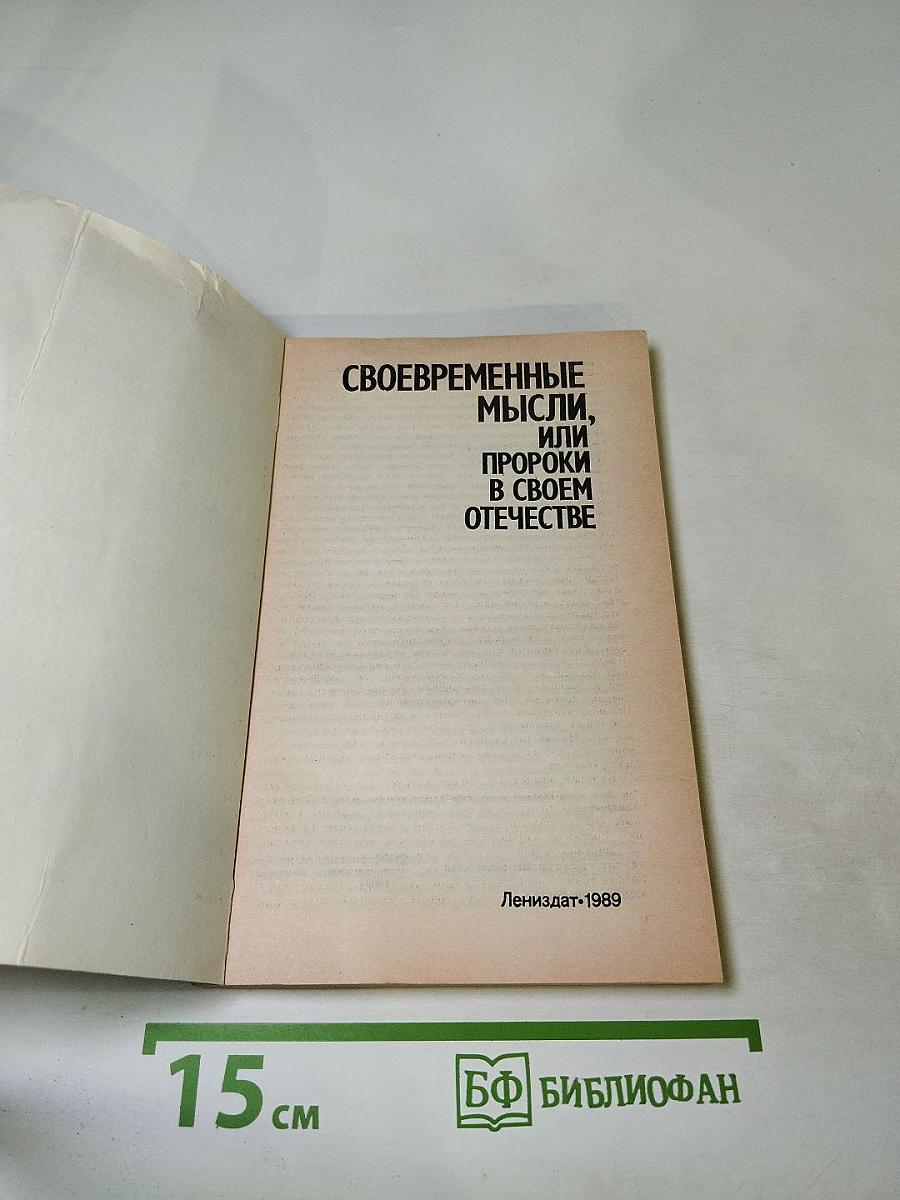 СВОЕВРЕМЕННЫЕ
МЫСЛИ,
ИЛИ
ПРОРОКИ
В СВОЕМ
ОТЕЧЕСТВЕ
Лениздат•1989
15 см
БФ БИБЛИОФАН